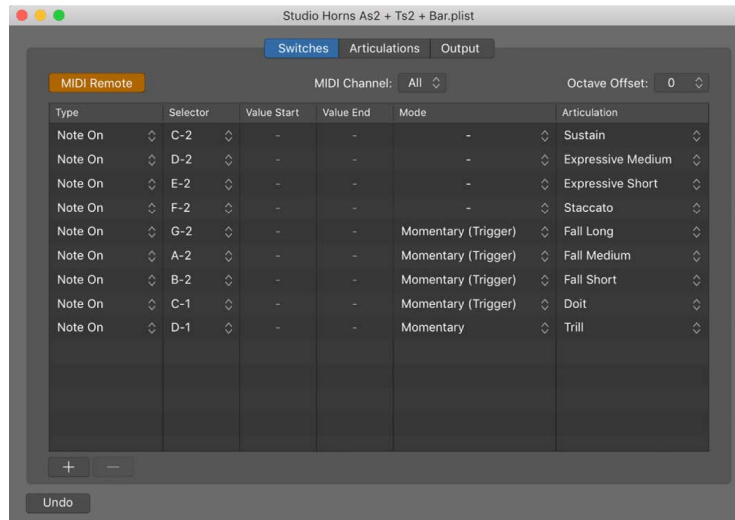 Studio Horns As2 + Ts2 + Bar.plist
Switches Articulations Output
MIDI Remote MIDI Channel: All Octave Offset: 0
Type Selector Value Start Value End Mode Articulation
Note On C-2 - - - Sustain
Note On D-2 - - - Expressive Medium
Note On E-2 - - - Expressive Short
Note On F-2 - - - Staccato
Note On G-2 - - Momentary (Trigger) Fall Long
Note On A-2 - - Momentary (Trigger) Fall Medium
Note On B-2 - - Momentary (Trigger) Fall Short
Note On C-1 - - Momentary (Trigger) Doit
Note On D-1 - - Momentary Trill
+ −
Undo